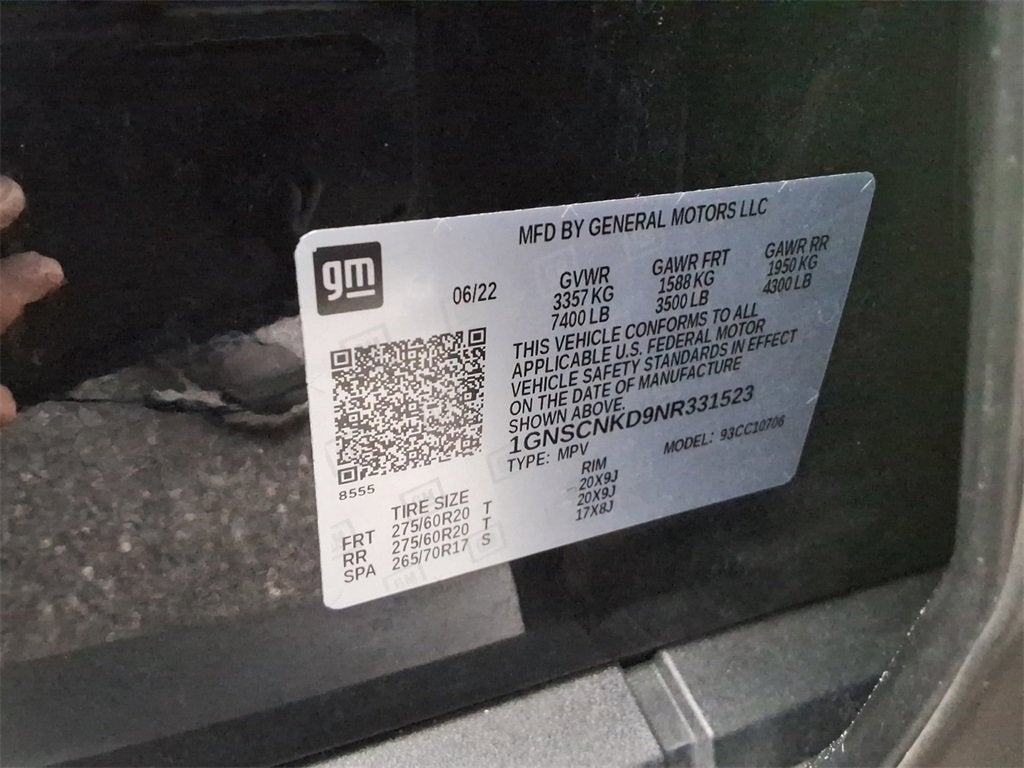 gm
MFD BY GENERAL MOTORS LLC
06/22
GVWR GAWR FRT GAWR RR
3357 KG 1588 KG 1950 KG
7400 LB 3500 LB 4300 LB
THIS VEHICLE CONFORMS TO ALL
APPLICABLE U.S. FEDERAL MOTOR
VEHICLE SAFETY STANDARDS IN EFFECT
ON THE DATE OF MANUFACTURE
SHOWN ABOVE.
1GNSCNKD9NR331523
TYPE: MPV MODEL: 93CC10706
8555
TIRE SIZE RIM
FRT 275/60R20 T 20X9J
RR 275/60R20 T 20X9J
SPA 265/70R17 S 17X8J